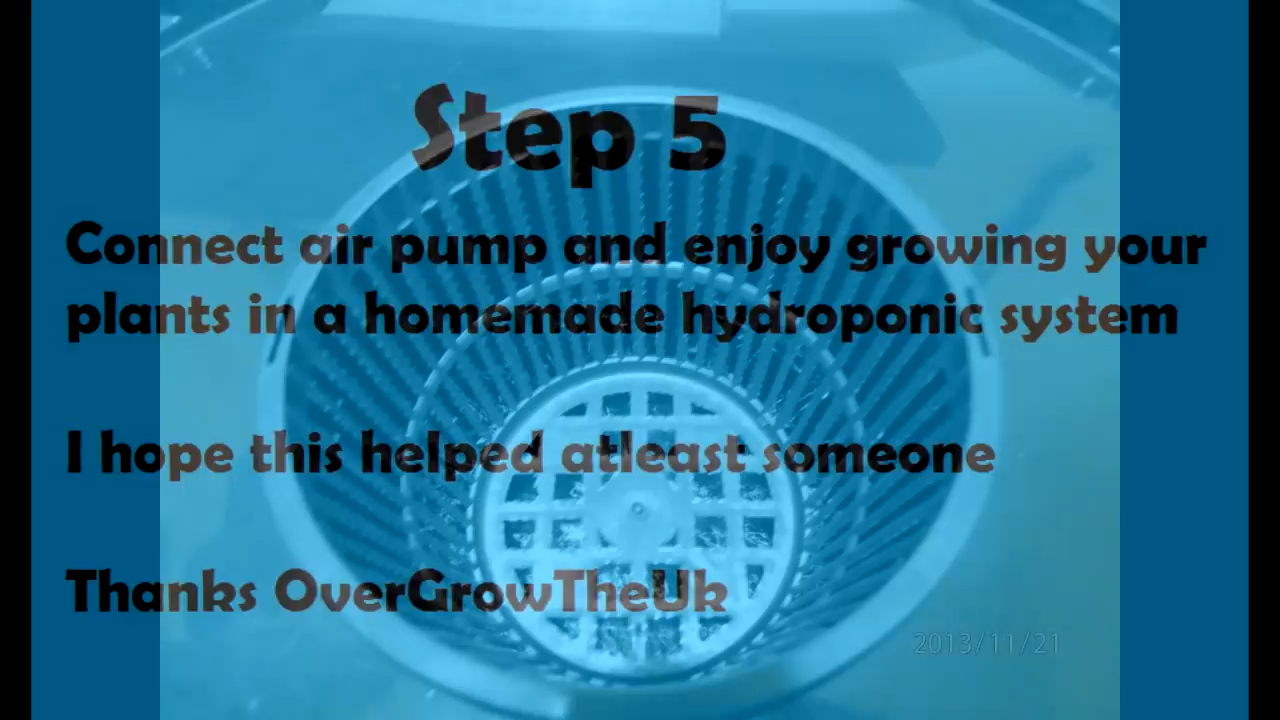 Step 5
Connect air pump and enjoy growing your
plants in a homemade hydroponic system
I hope this helped atleast someone
Thanks OverGrowTheUk
2013/11/21